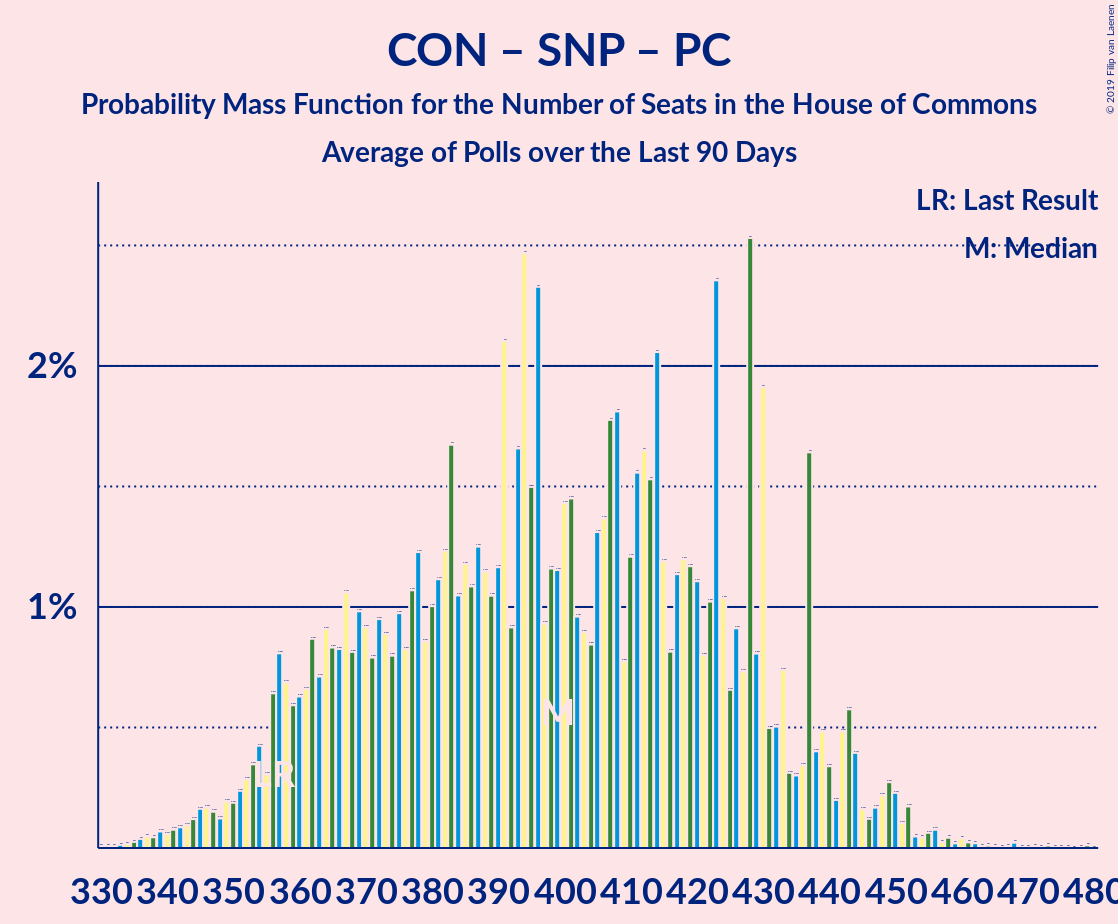 CON – SNP – PC
Probability Mass Function for the Number of Seats in the House of Commons
Average of Polls over the Last 90 Days
© 2019 Filip van Laenen
LR: Last Result
M: Median
2%
1%
LR
M
330 340 350 360 370 380 390 400 410 420 430 440 450 460 470 480